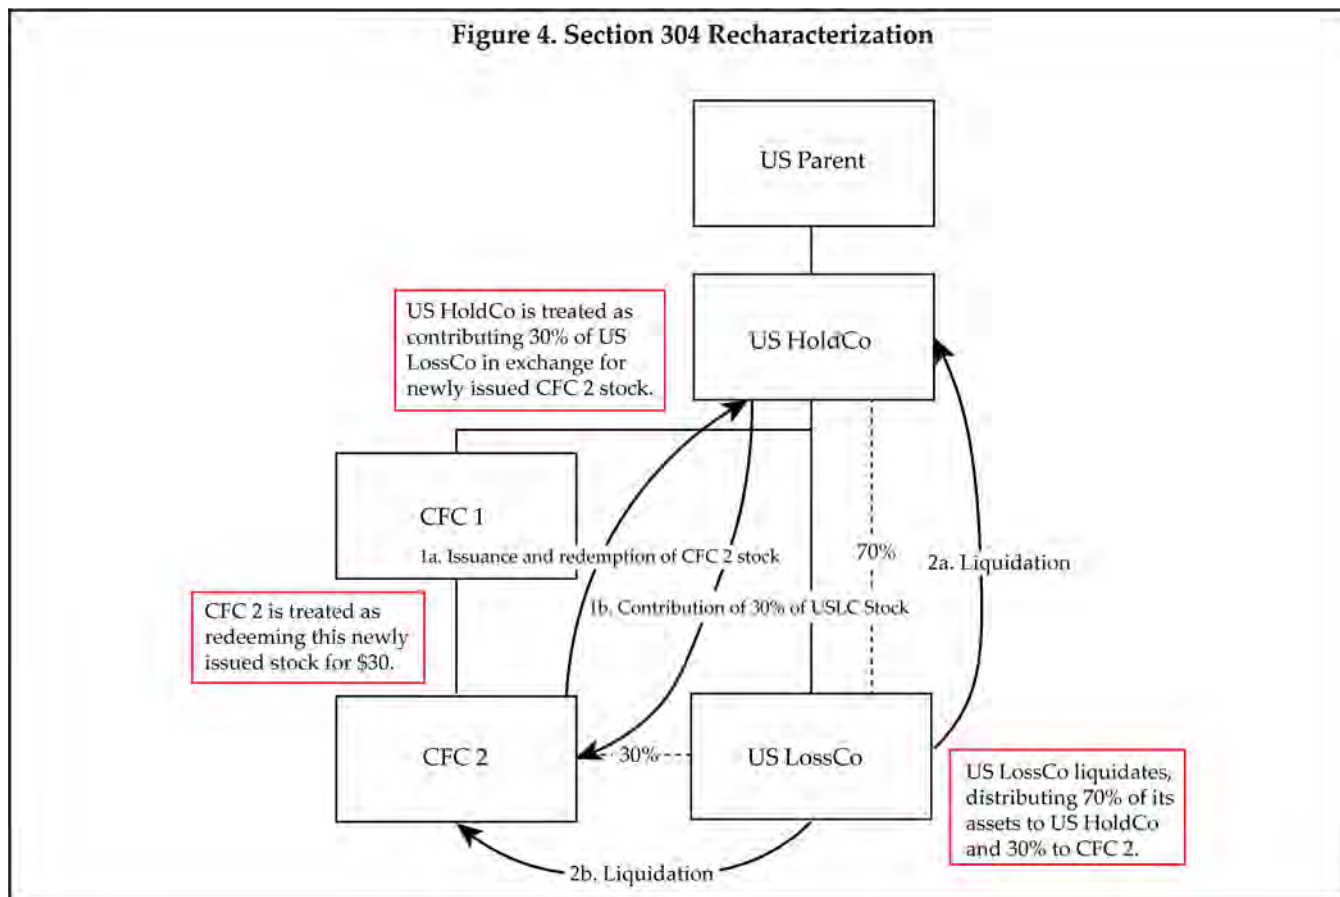 Figure 4. Section 304 Recharacterization
US Parent
US HoldCo is treated as
contributing 30% of US
LossCo in exchange for
newly issued CFC 2 stock.
US HoldCo
CFC 1
1a. Issuance and redemption of CFC 2 stock
70%
2a. Liquidation
1b. Contribution of 30% of USLC Stock
CFC 2 is treated as
redeeming this newly
issued stock for $30.
CFC 2
30%
US LossCo
US LossCo liquidates,
distributing 70% of its
assets to US HoldCo
and 30% to CFC 2.
2b. Liquidation